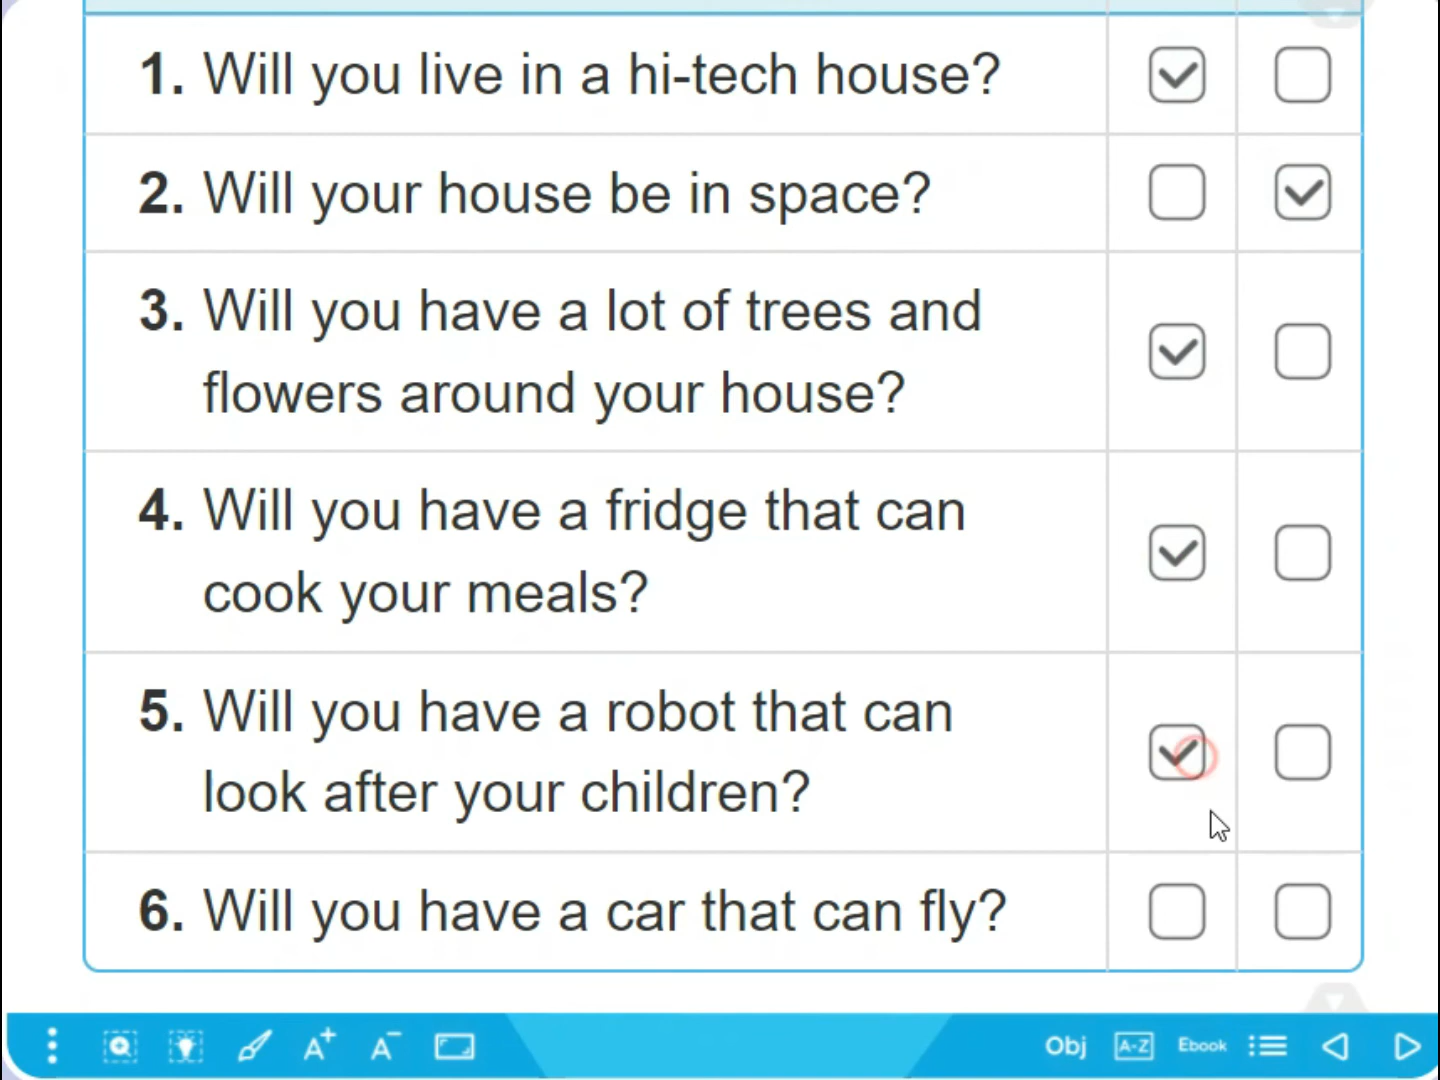 1. Will you live in a hi-tech house?
2. Will your house be in space?
3. Will you have a lot of trees and
flowers around your house?
4. Will you have a fridge that can
cook your meals?
5. Will you have a robot that can
look after your children?
6. Will you have a car that can fly?
A+ A- Obj A-Z Ebook